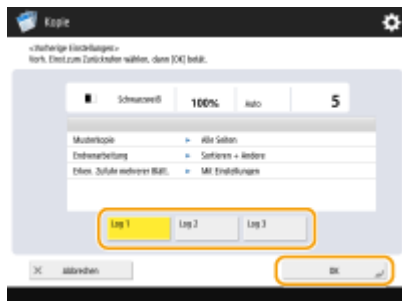 Kopie
<Vorherige Einstellungen>
Vorh. Einst.zum Zurückrufen wählen, dann [OK] betät.
Schwarzweiß 100% Auto 5
Musterkopie ► Alle Seiten
Endverarbeitung ► Sortieren + Andere
Erken. Zufuhr mehrerer Blätt. ► Mit Einstellungen
Log 1 Log 2 Log 3
Abbrechen OK